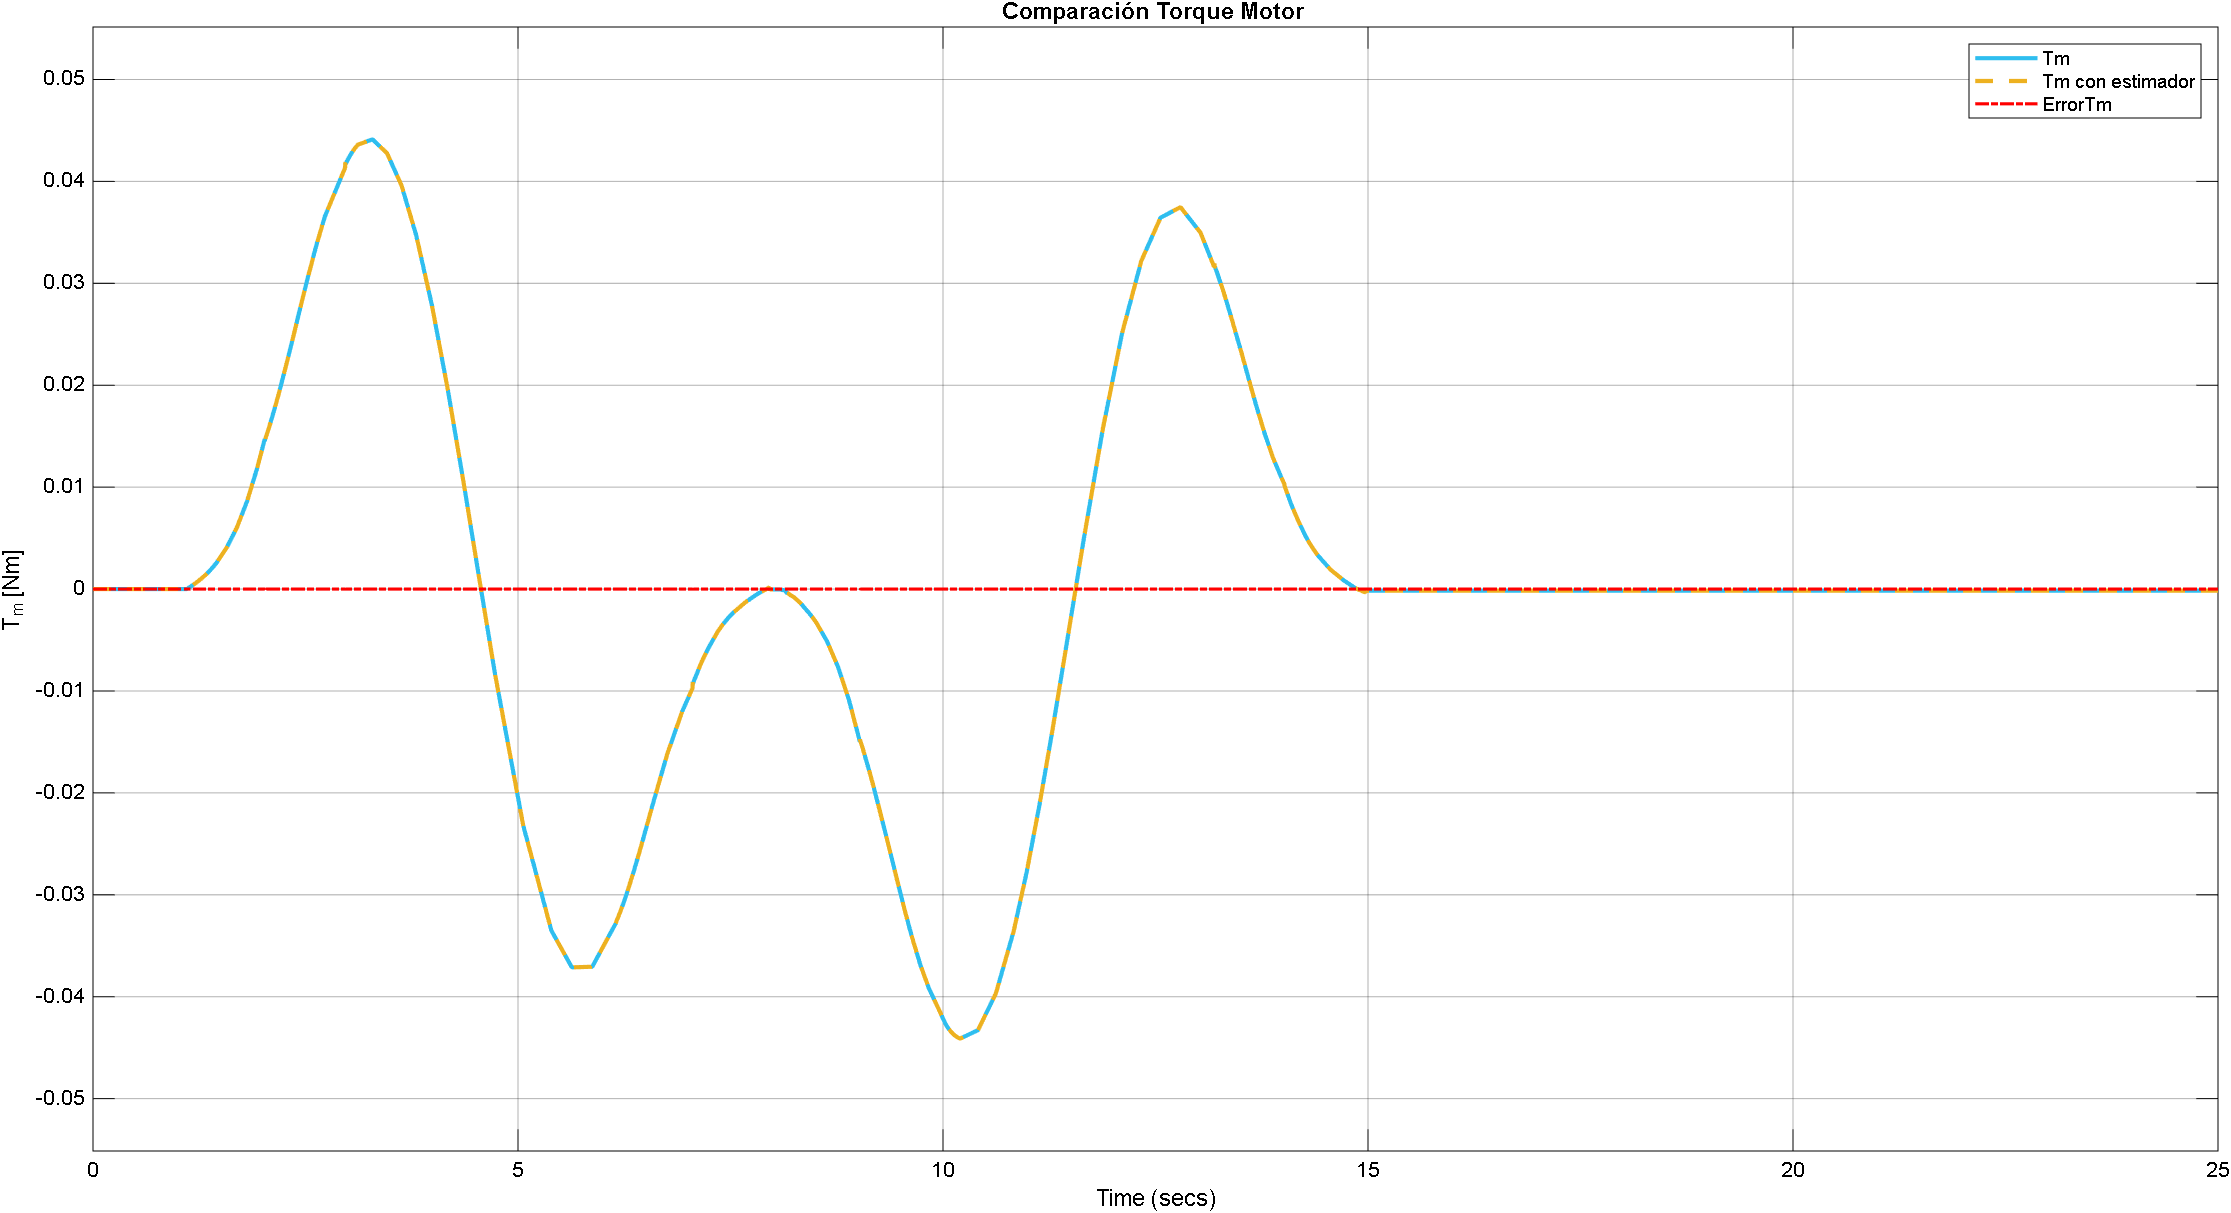 Comparación Torque Motor
Tm
Tm con estimador
ErrorTm
0.05
0.04
0.03
0.02
0.01
0
-0.01
-0.02
-0.03
-0.04
-0.05
Tm [Nm]
0 5 10 15 20 25
Time (secs)